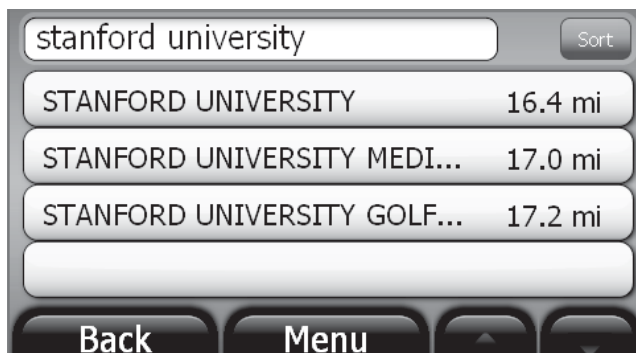 stanford university
Sort
STANFORD UNIVERSITY 16.4 mi
STANFORD UNIVERSITY MEDI... 17.0 mi
STANFORD UNIVERSITY GOLF... 17.2 mi
Back Menu